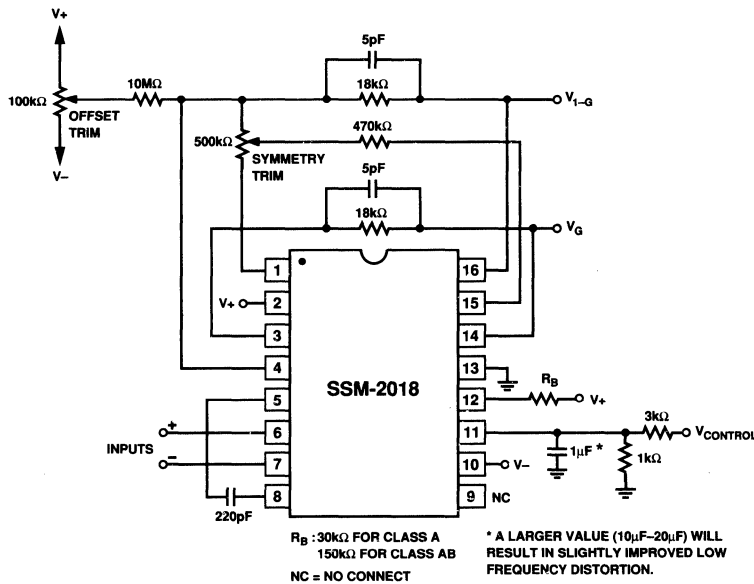 V+
5pF
10MΩ
18kΩ
V1–G
100kΩ
OFFSET
TRIM
470kΩ
500kΩ
SYMMETRY
TRIM
V–
5pF
18kΩ
VG
1
16
V+
2
15
3
14
4
SSM-2018
13
RB
5
12
V+
3kΩ
+
6
11
VCONTROL
INPUTS
1μF *
1kΩ
–
7
10
V–
8
9
NC
220pF
RB : 30kΩ FOR CLASS A
150kΩ FOR CLASS AB
NC = NO CONNECT
* A LARGER VALUE (10μF–20μF) WILL
RESULT IN SLIGHTLY IMPROVED LOW
FREQUENCY DISTORTION.